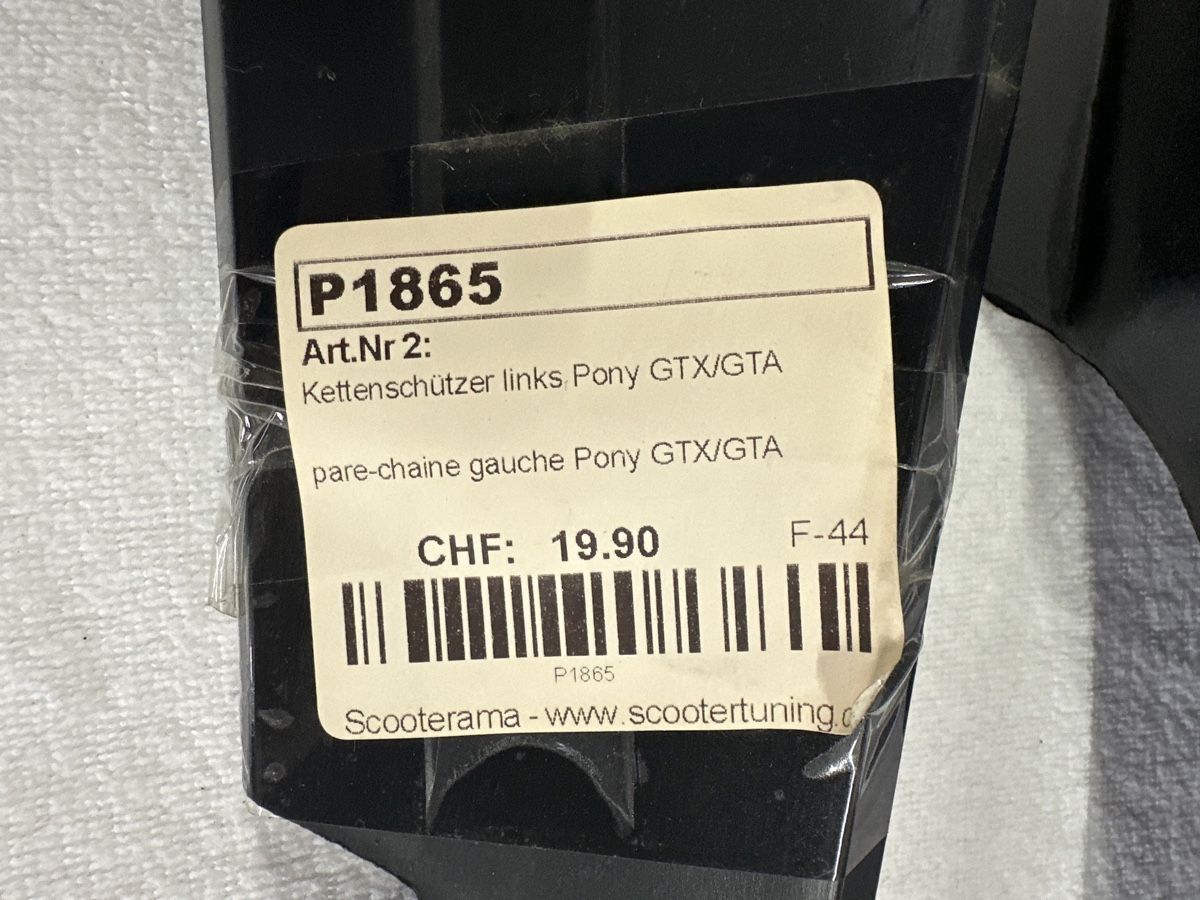 P1865
Art.Nr 2:
Kettenschützer links Pony GTX/GTA
pare-chaine gauche Pony GTX/GTA
CHF: 19.90 F-44
P1865
Scooterama - www.scootertuning.c